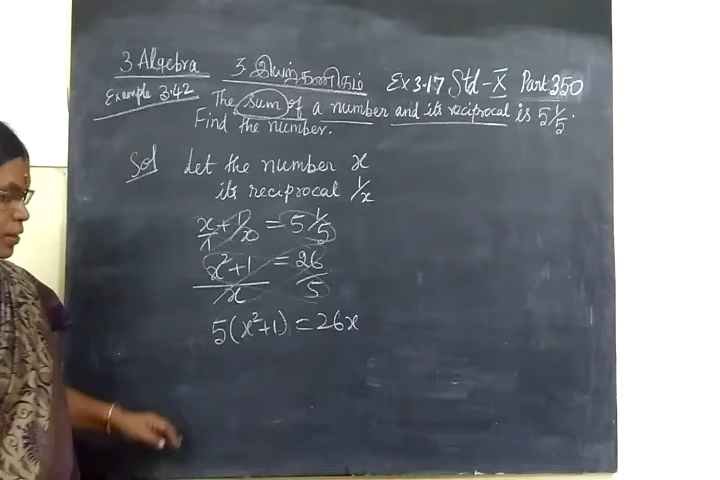 3 Algebra 3. இயற்கணிதம் Ex 3.17, Std-X Part 350
Example 3.42 The sum of a number and its reciprocal is 5 1/5.
Find the number.
Sol Let the number x
its reciprocal 1/x
x/1 + 1/x = 5 1/5
x²+1/x = 26/5
5(x²+1) = 26x